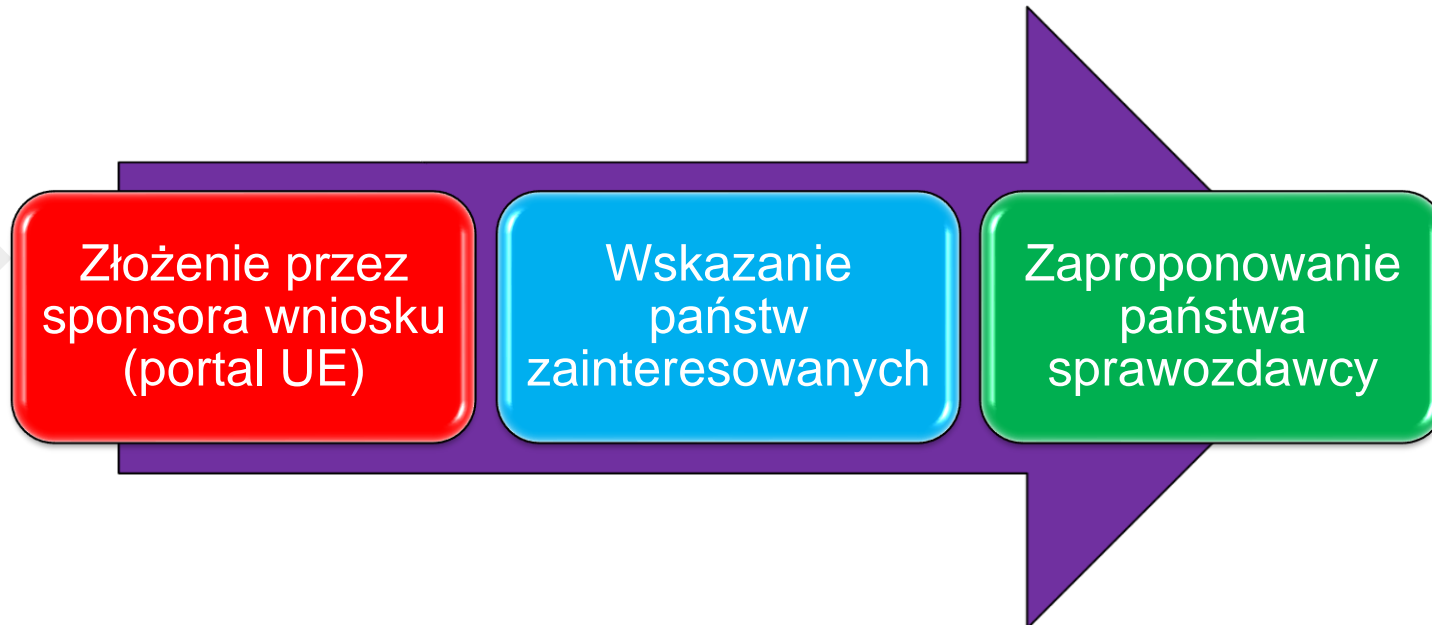 Złożenie przez
sponsora wniosku
(portal UE)
Wskazanie
państw
zainteresowanych
Zaproponowanie
państwa
sprawozdawcy